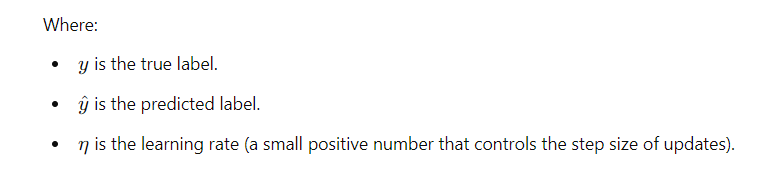 Where:
• y is the true label.
• ŷ is the predicted label.
• η is the learning rate (a small positive number that controls the step size of updates).